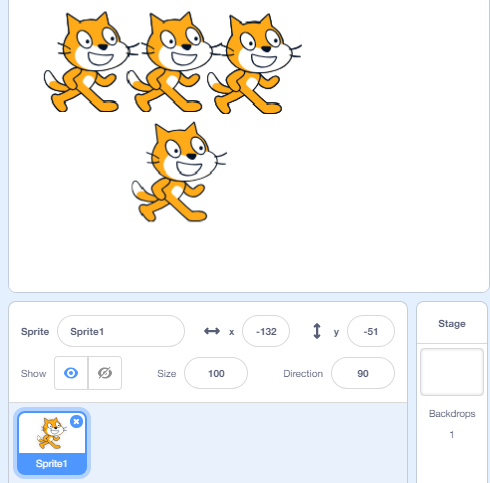 Sprite Sprite1 x -132 y -51
Show Size 100 Direction 90
Sprite1
Stage
Backdrops
1